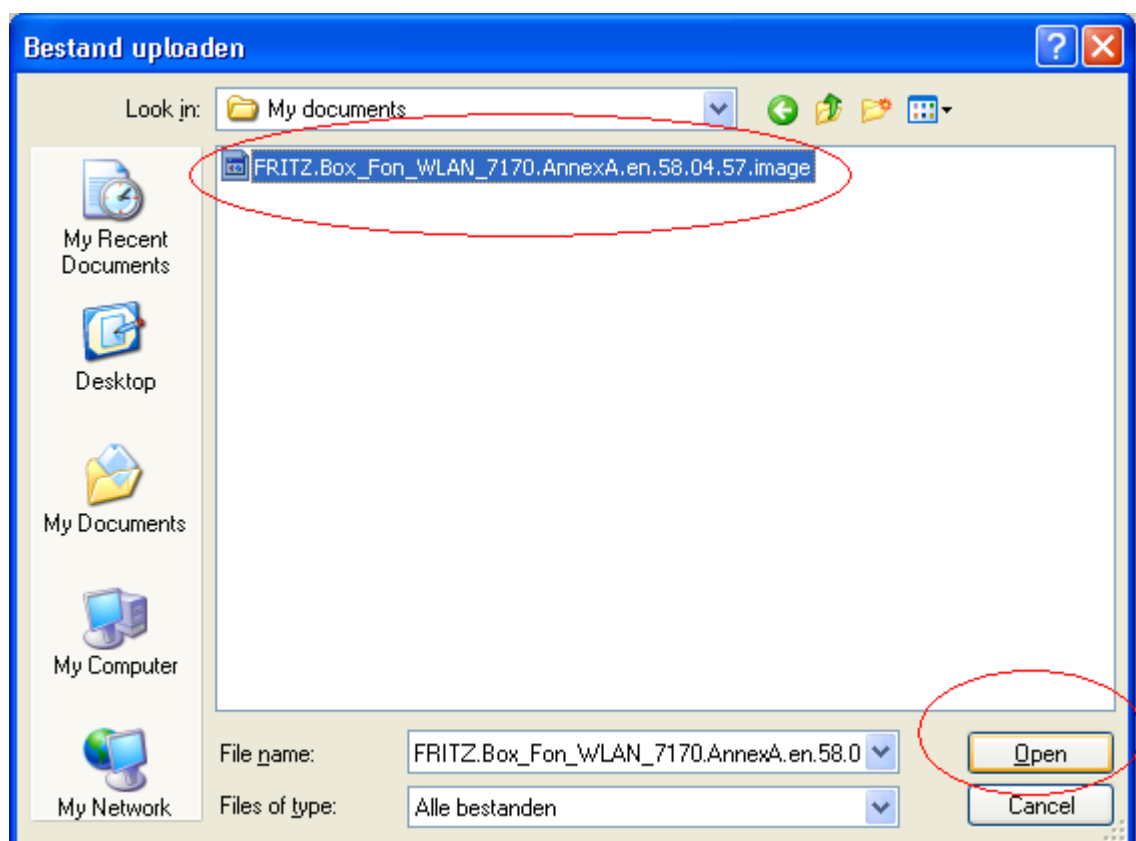 Bestand uploaden
Look in: My documents
FRITZ.Box_Fon_WLAN_7170.AnnexA.en.58.04.57.image
My Recent
Documents
Desktop
My Documents
My Computer
My Network
File name: FRITZ.Box_Fon_WLAN_7170.AnnexA.en.58.0
Open
Files of type: Alle bestanden
Cancel